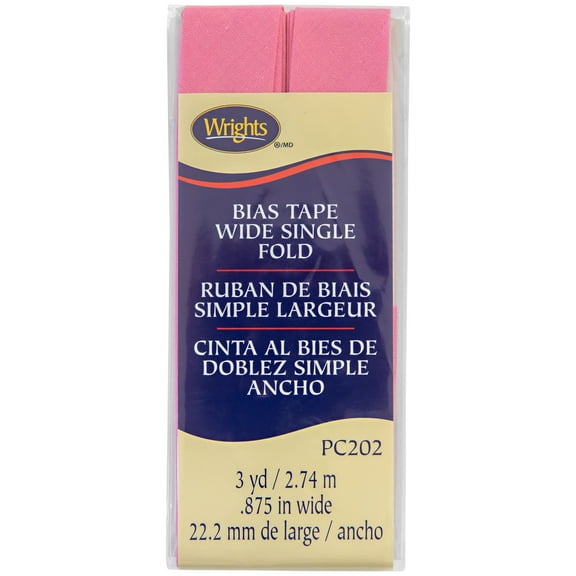 Wrights
®/MD
BIAS TAPE
WIDE SINGLE
FOLD
RUBAN DE BIAIS
SIMPLE LARGEUR
CINTA AL BIES DE
DOBLEZ SIMPLE
ANCHO
PC202
3 yd / 2.74 m
.875 in wide
22.2 mm de large / ancho